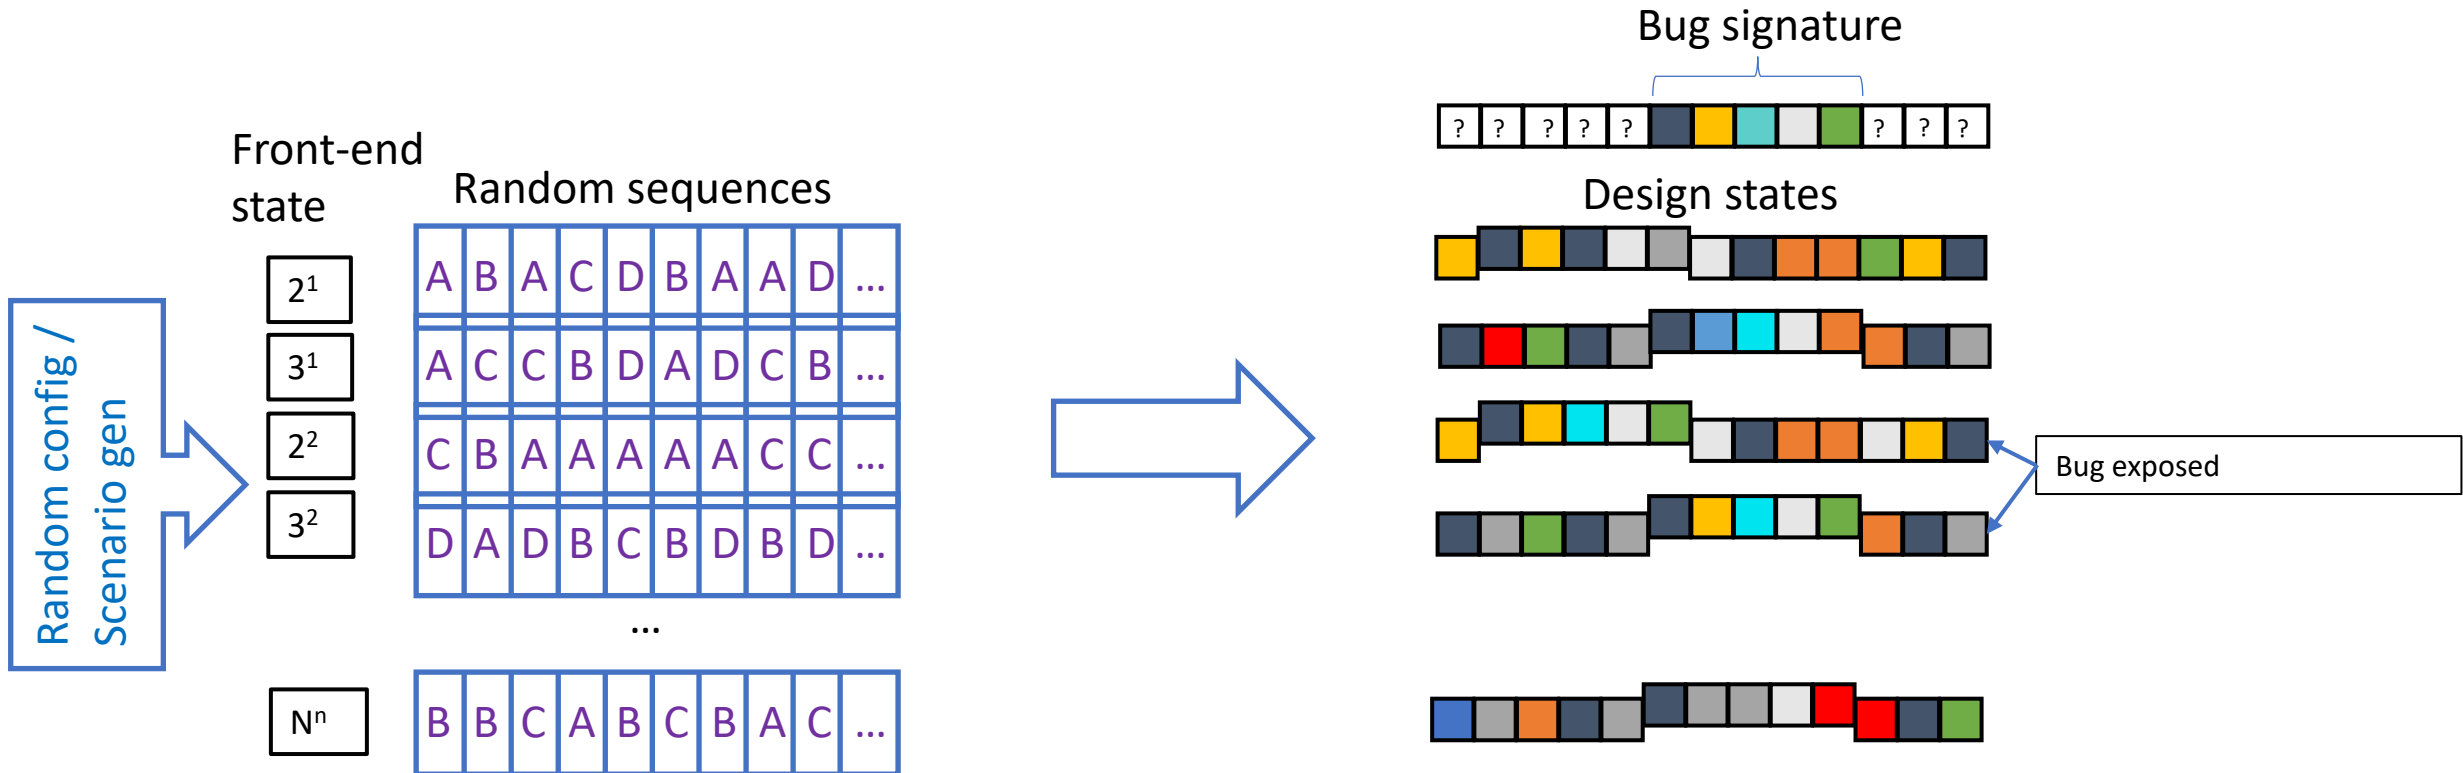 Bug signature
? ? ? ? ? ? ? ?
Front-end
state
Random sequences
Design states
Random config /
Scenario gen
2¹
A B A C D B A A D ...
3¹
A C C B D A D C B ...
2²
C B A A A A A C C ...
3²
D A D B C B D B D ...
Bug exposed
...
Nⁿ
B B C A B C B A C ...